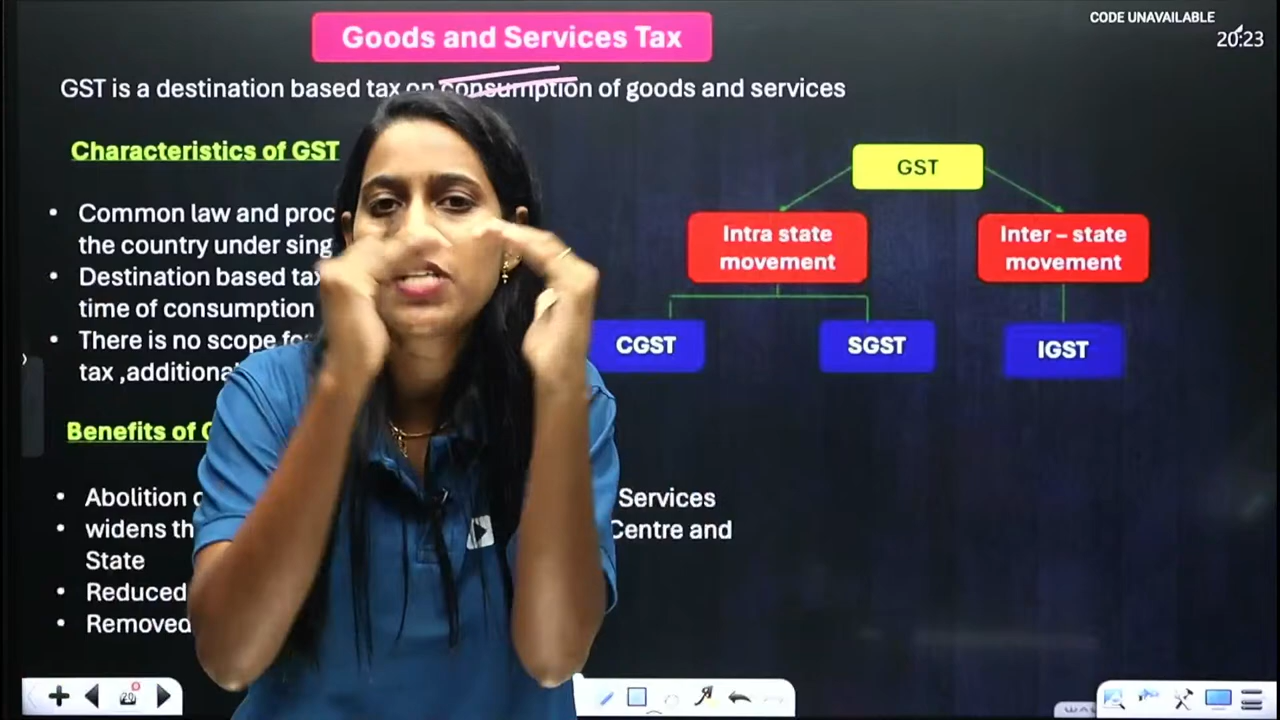 CODE UNAVAILABLE
20:23
Goods and Services Tax
GST is a destination based tax on consumption of goods and services
Characteristics of GST
• Common law and proc
the country under sing
• Destination based tax
time of consumption
• There is no scope fo
tax ,additional
Benefits of G
• Abolition o
Services
• widens th
Centre and
State
• Reduced
• Removed
GST
Intra state
movement
Inter – state
movement
CGST
SGST
IGST
20